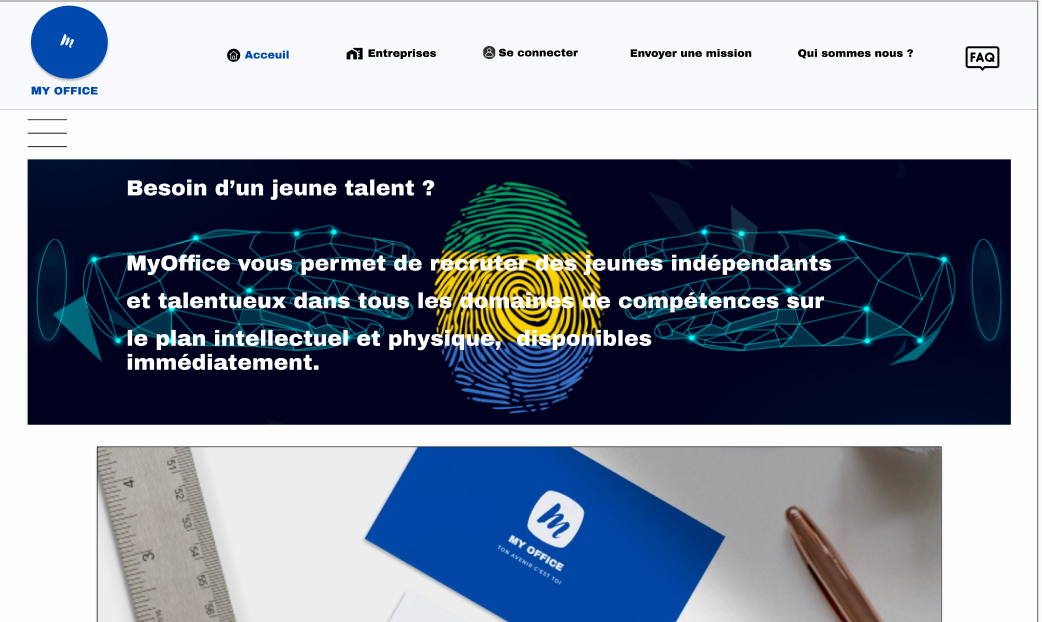 m
MY OFFICE
Acceuil
Entreprises
Se connecter
Envoyer une mission
Qui sommes nous ?
FAQ
Besoin d’un jeune talent ?
MyOffice vous permet de recruter des jeunes indépendants
et talentueux dans tous les domaines de compétences sur
le plan intellectuel et physique,  disponibles
immédiatement.
m
MY OFFICE
TON AVENIR C'EST TOI
4
3
51
52
53
54
55
56